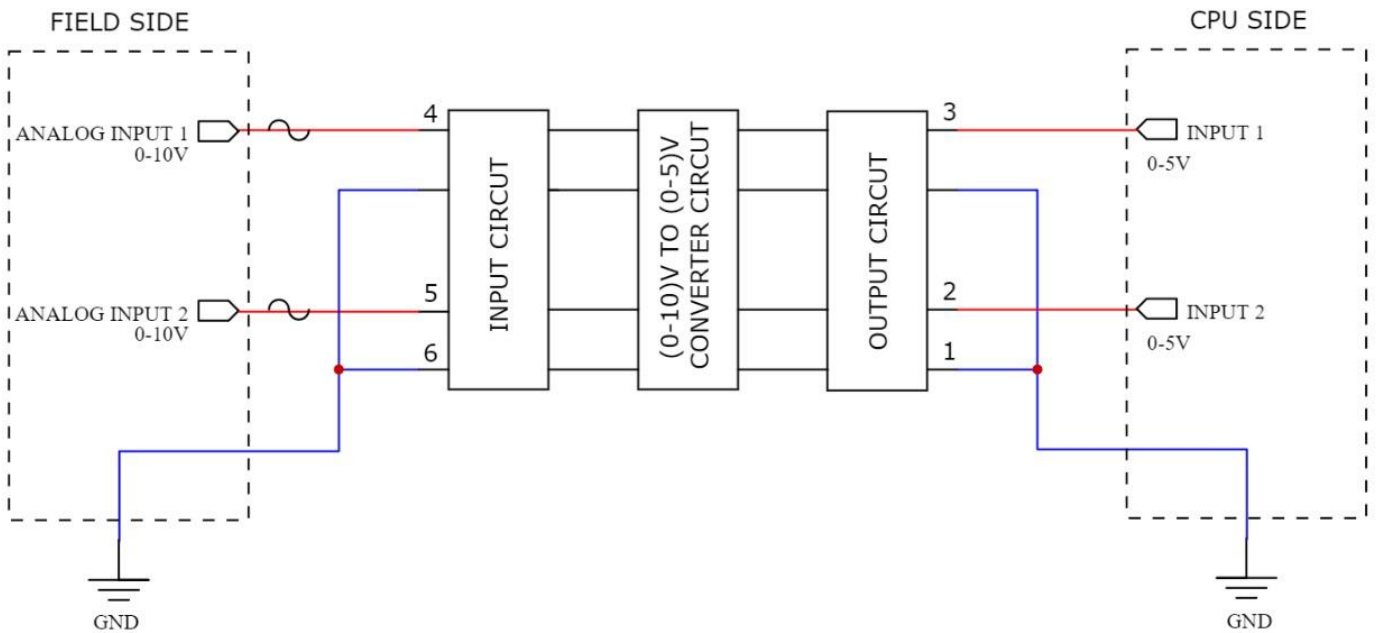 FIELD SIDE
CPU SIDE
ANALOG INPUT 1
0-10V
4
INPUT CIRCUT
(0-10)V TO (0-5)V
CONVERTER CIRCUT
OUTPUT CIRCUT
3
INPUT 1
0-5V
ANALOG INPUT 2
0-10V
5
2
INPUT 2
0-5V
6
1
GND
GND